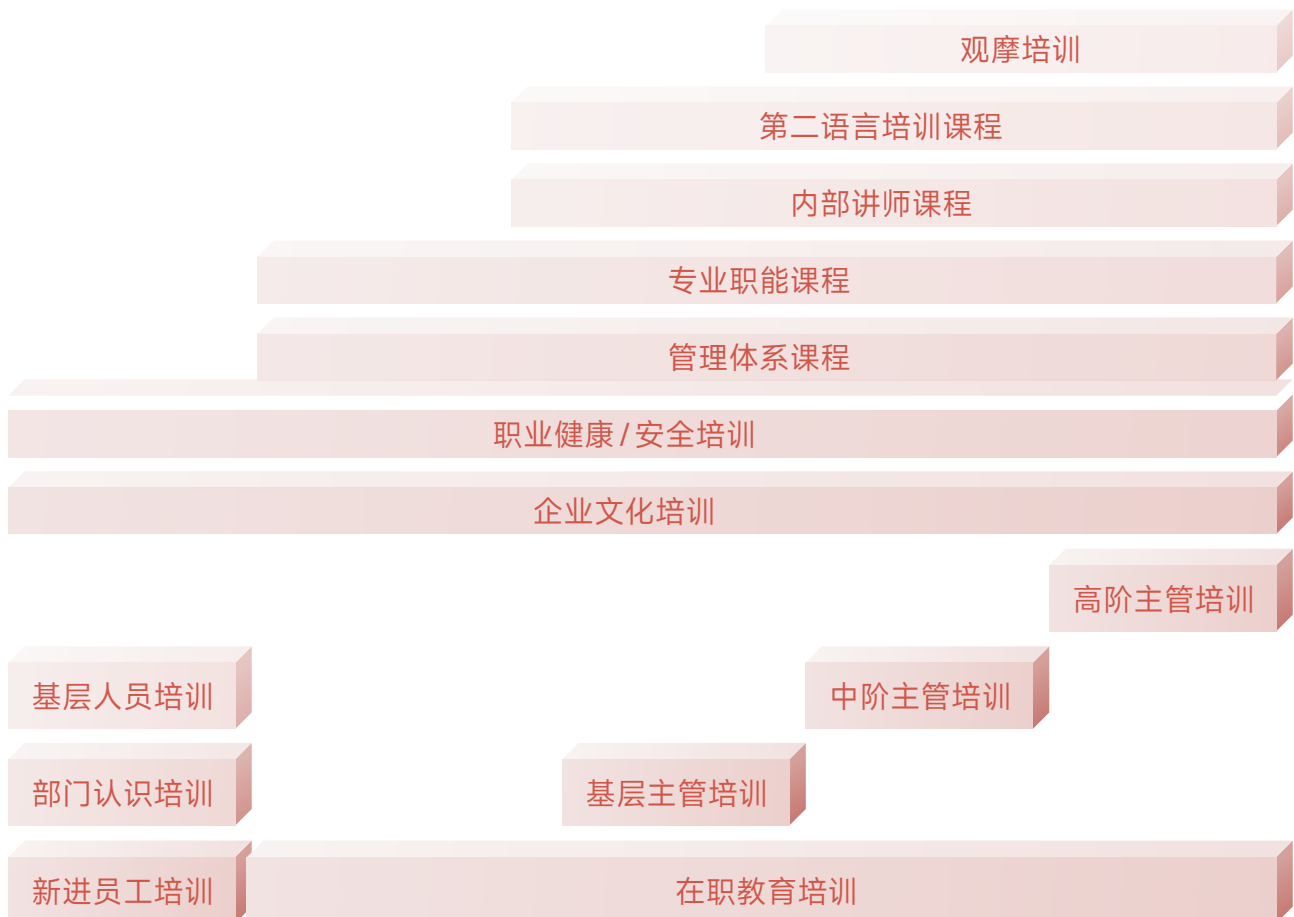 观摩培训
第二语言培训课程
内部讲师课程
专业职能课程
管理体系课程
职业健康/安全培训
企业文化培训
高阶主管培训
基层人员培训
中阶主管培训
部门认识培训
基层主管培训
新进员工培训
在职教育培训